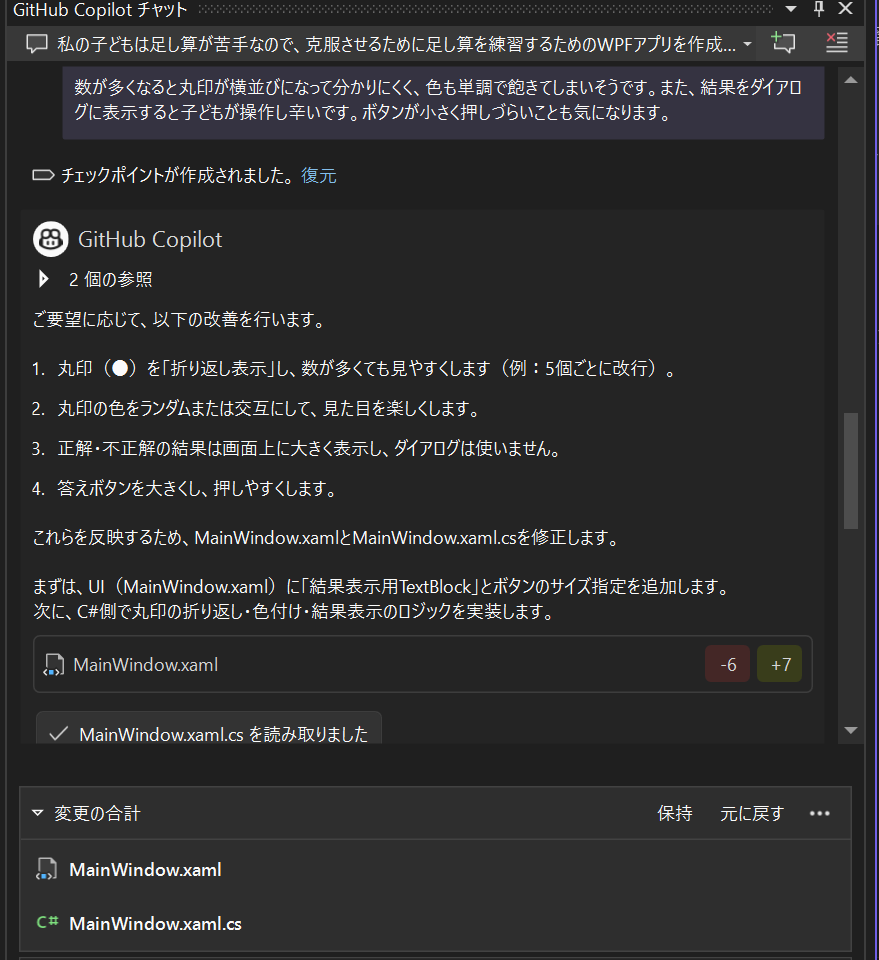 GitHub Copilot チャット
私の子どもは足し算が苦手なので、克服させるために足し算を練習するためのWPFアプリを作成...
数が多くなると丸印が横並びになって分かりにくく、色も単調で飽きてしまいそうです。また、結果をダイアロ
グに表示すると子どもが操作し辛いです。ボタンが小さく押しづらいことも気になります。
チェックポイントが作成されました。 復元
GitHub Copilot
2 個の参照
ご要望に応じて、以下の改善を行います。
1. 丸印（●）を「折り返し表示」し、数が多くても見やすくします（例：5個ごとに改行）。
2. 丸印の色をランダムまたは交互にして、見た目を楽しくします。
3. 正解・不正解の結果は画面上に大きく表示し、ダイアログは使いません。
4. 答えボタンを大きくし、押しやすくします。
これらを反映するため、MainWindow.xamlとMainWindow.xaml.csを修正します。
まずは、UI（MainWindow.xaml）に「結果表示用TextBlock」とボタンのサイズ指定を追加します。
次に、C#側で丸印の折り返し・色付け・結果表示のロジックを実装します。
MainWindow.xaml -6 +7
MainWindow.xaml.cs を読み取りました
変更の合計 保持 元に戻す
MainWindow.xaml
C# MainWindow.xaml.cs